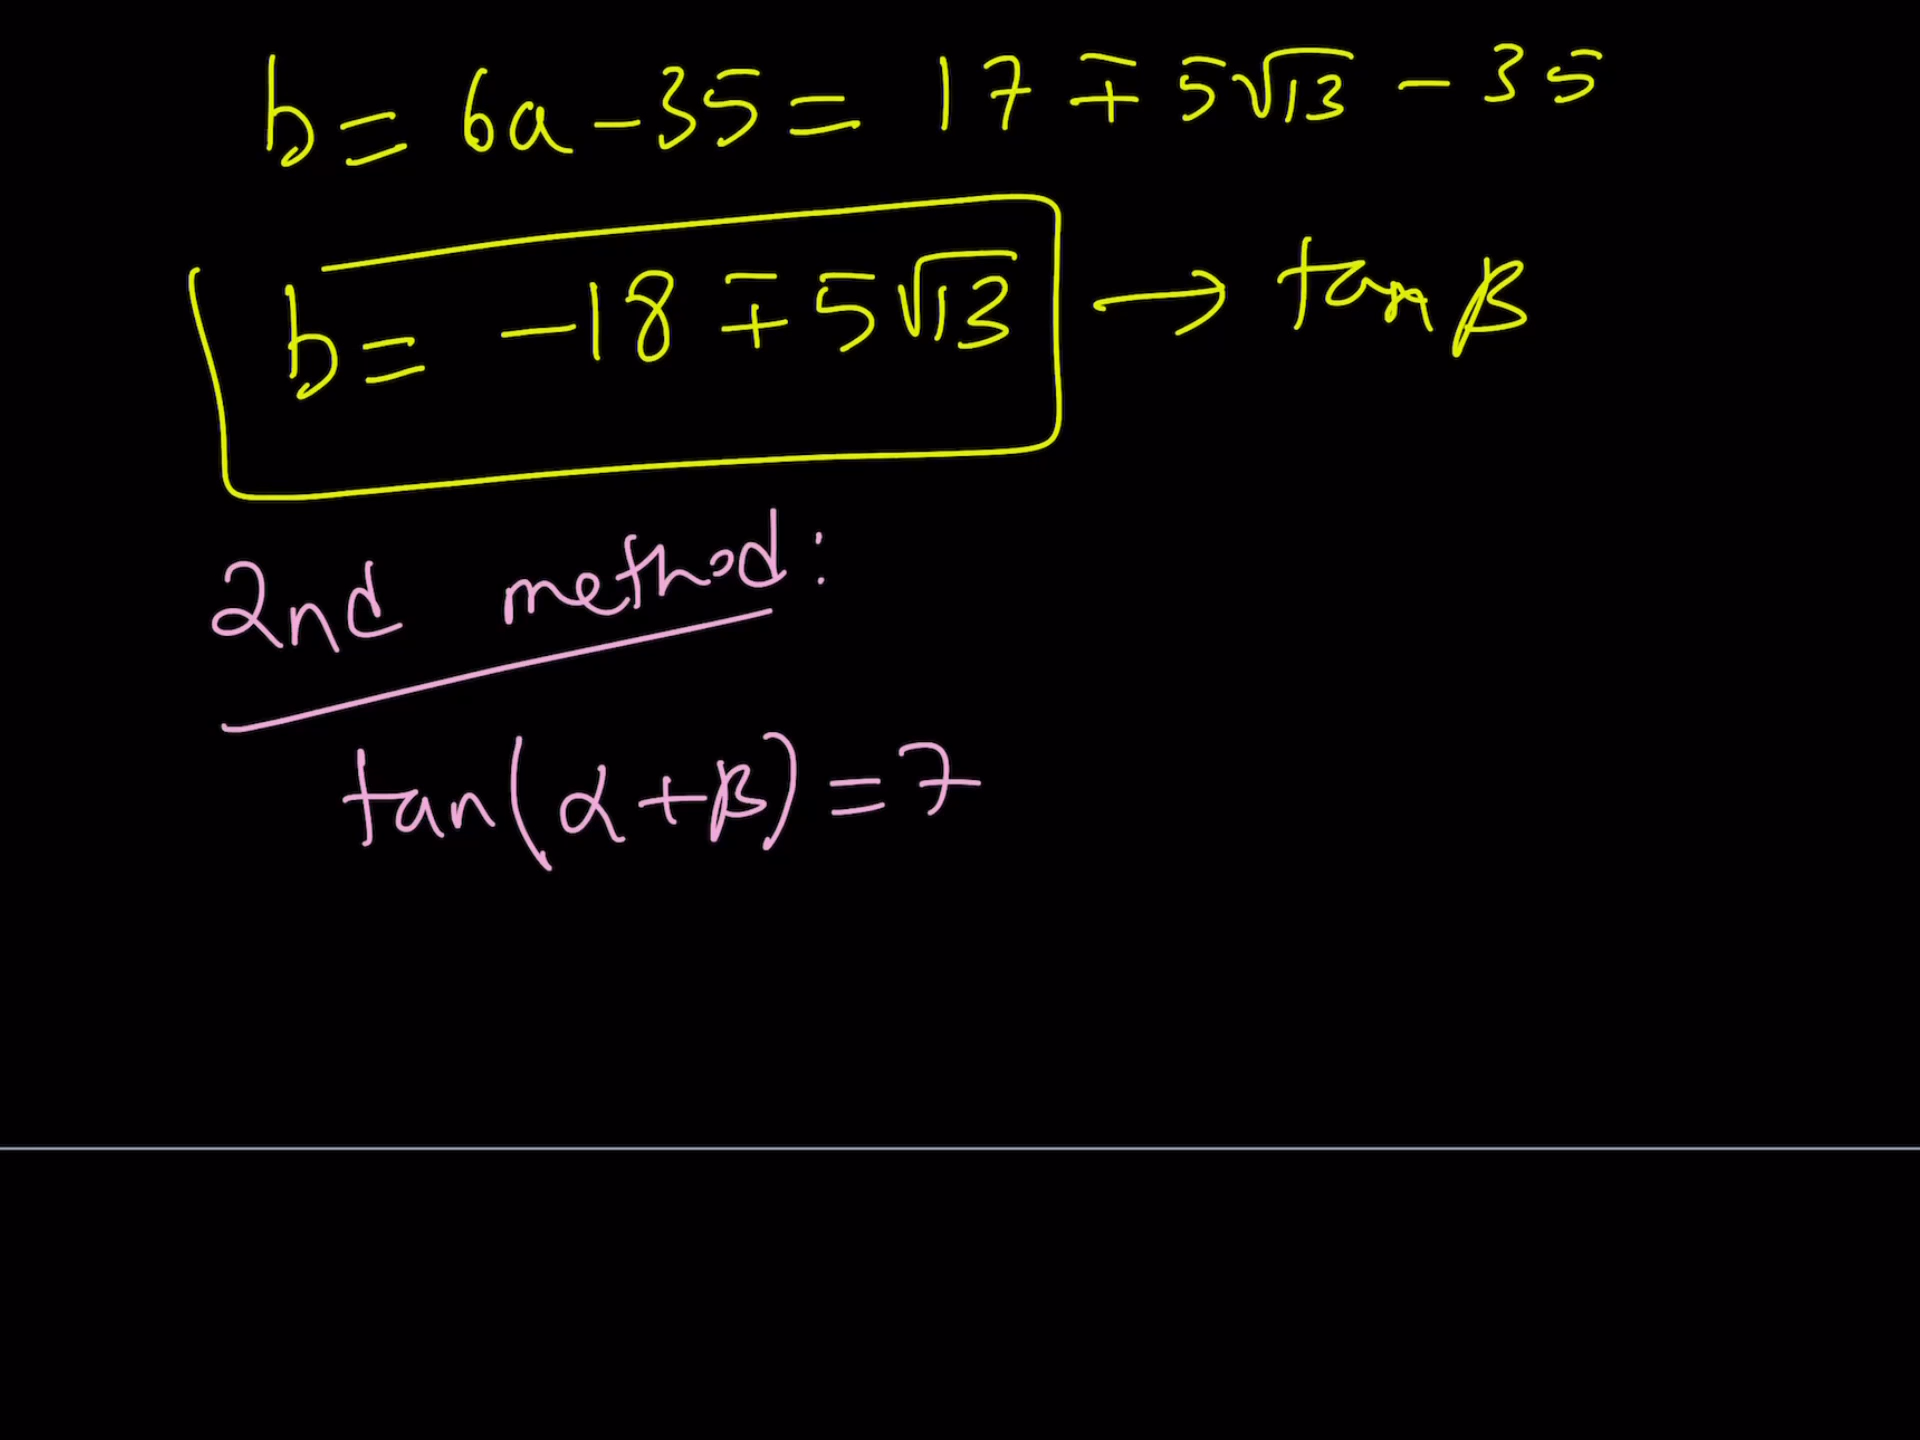 b = 6a - 35 = 17 ∓ 5√13 - 35
b = -18 ∓ 5√13 → tan β
2nd method:
tan(α+β) = 7